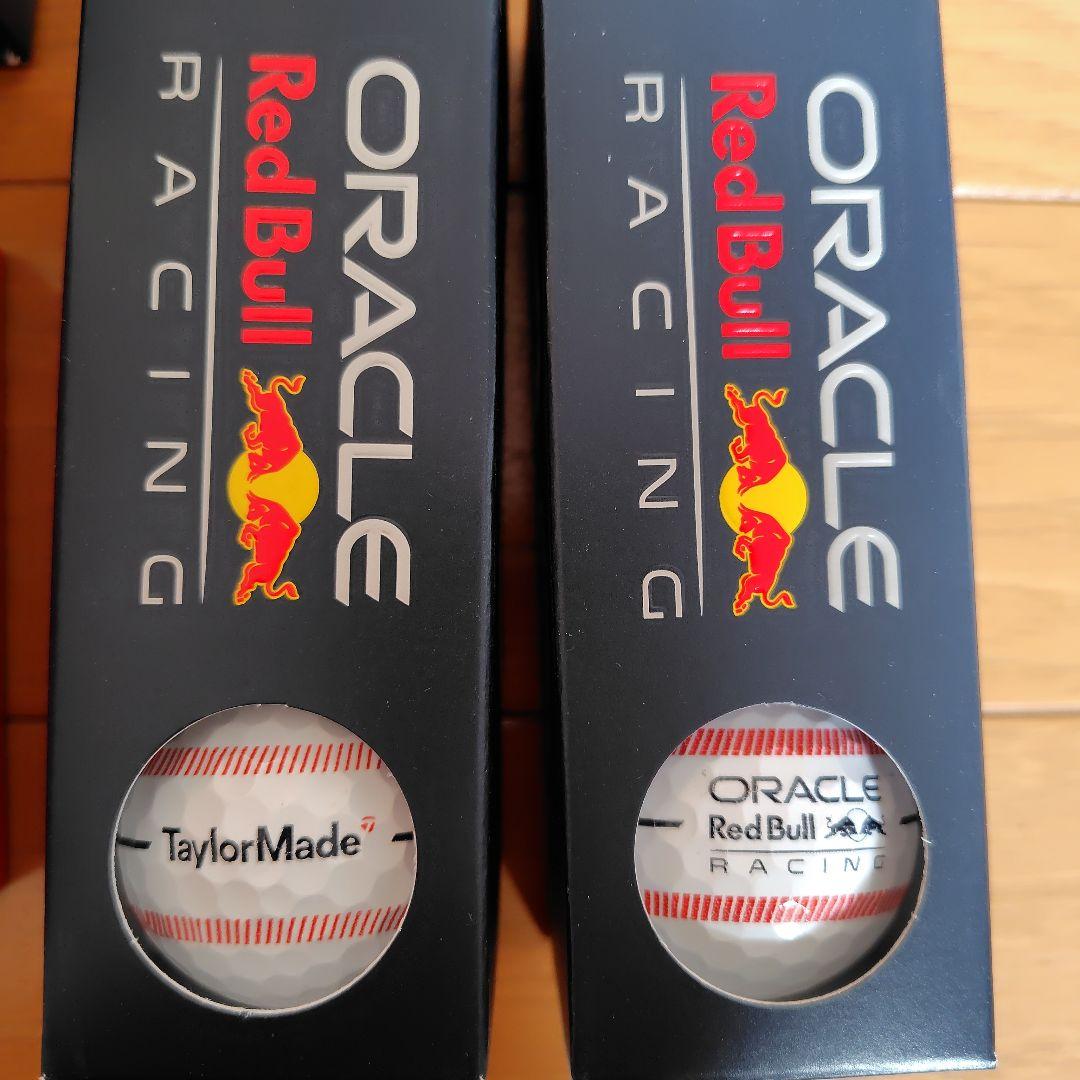 ORACLE
Red Bull
RACING
TaylorMade
ORACLE
Red Bull
RACING
ORACLE
Red Bull
RACING